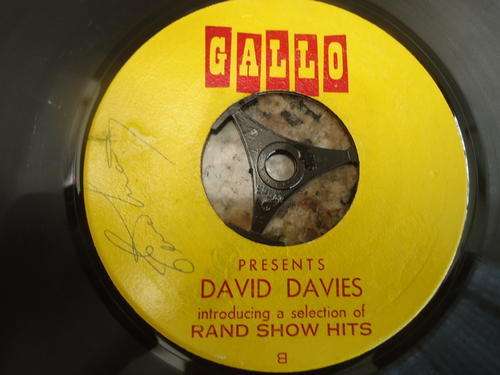 GALLO
PRESENTS
DAVID DAVIES
introducing a selection of
RAND SHOW HITS
B